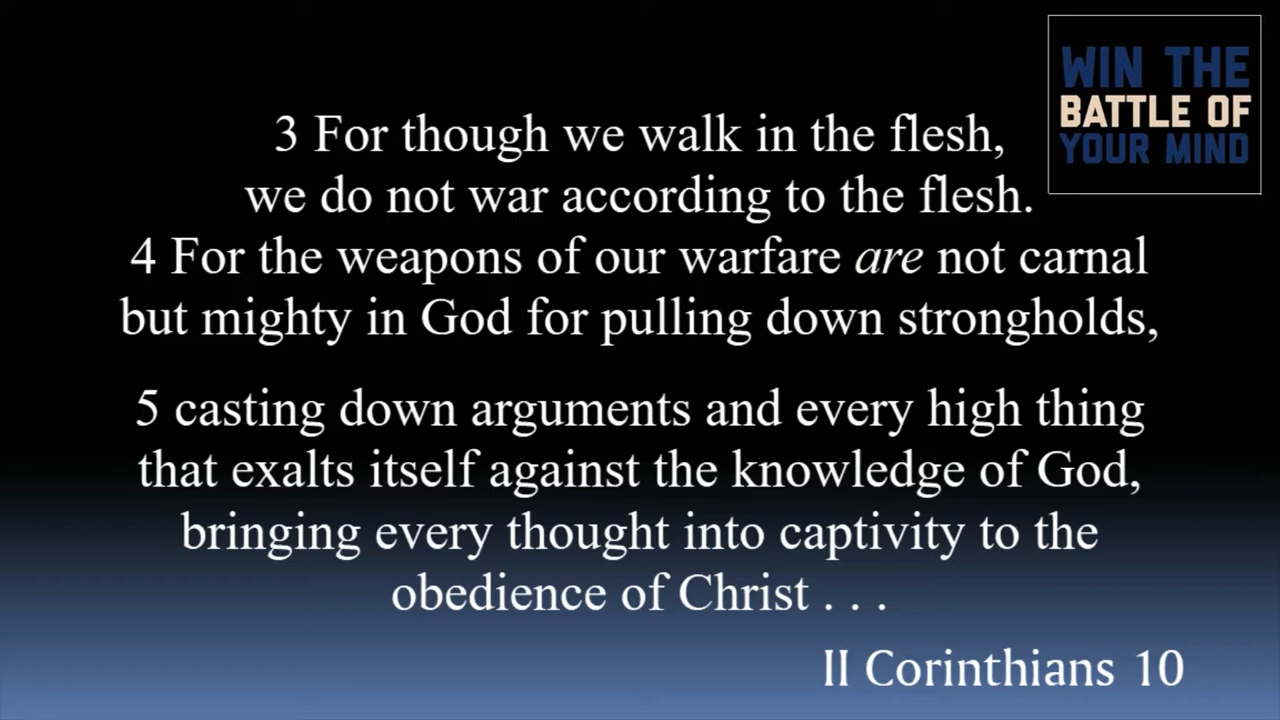 WIN THE
BATTLE OF
YOUR MIND
3 For though we walk in the flesh,
we do not war according to the flesh.
4 For the weapons of our warfare are not carnal
but mighty in God for pulling down strongholds,
5 casting down arguments and every high thing
that exalts itself against the knowledge of God,
bringing every thought into captivity to the
obedience of Christ . . .
II Corinthians 10